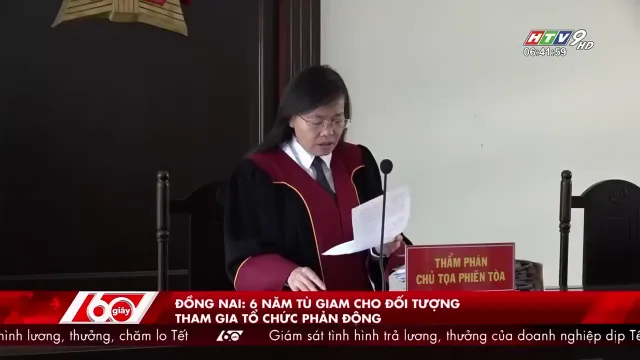 HTV9 HD
06:41:59
THẨM PHÁN
CHỦ TỌA PHIÊN TÒA
60 giây
ĐỒNG NAI: 6 NĂM TÙ GIAM CHO ĐỐI TƯỢNG
THAM GIA TỔ CHỨC PHẢN ĐỘNG
hình lương, thưởng, chăm lo Tết
Giám sát tình hình trả lương, thưởng của doanh nghiệp dịp Tế